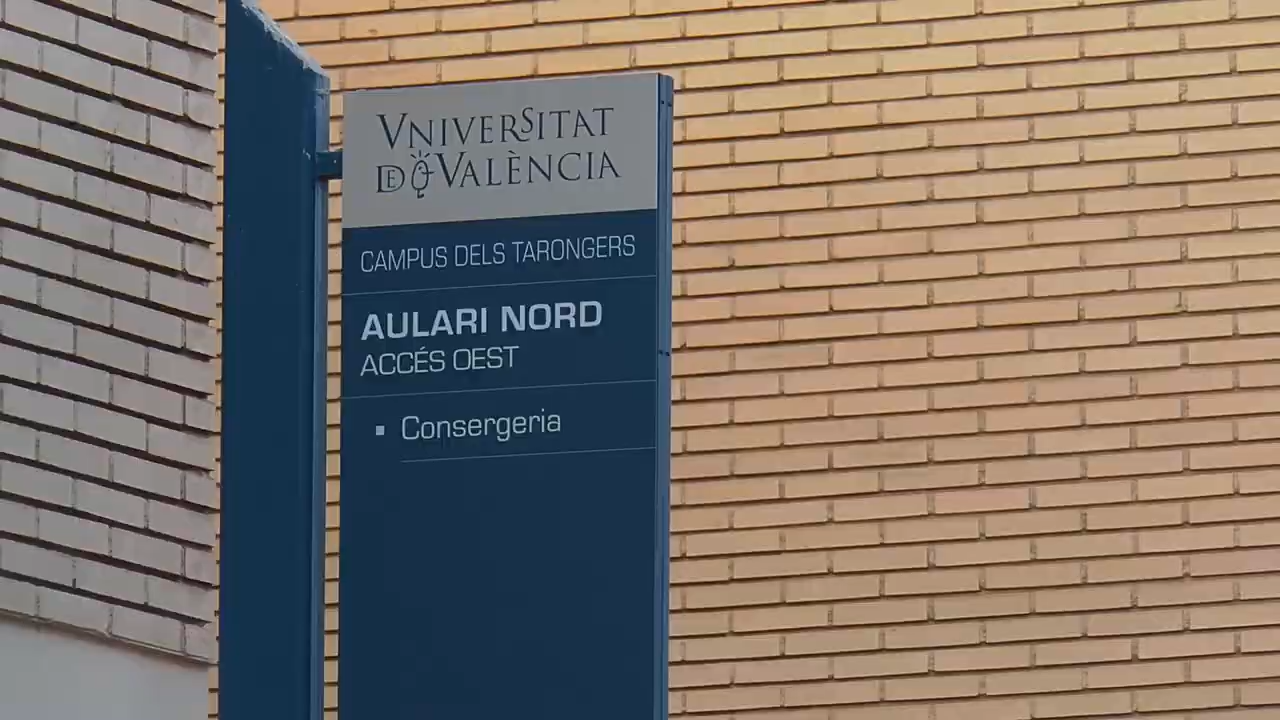 VNIVERSITAT
DE VALÈNCIA
CAMPUS DELS TARONGERS
AULARI NORD
ACCÉS OEST
▪ Consergeria